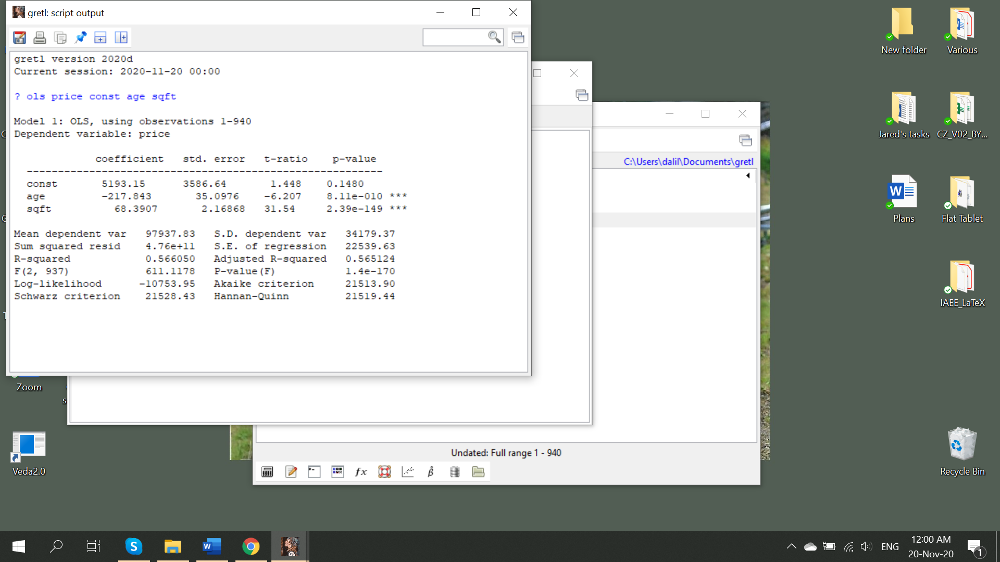 gretl: script output
gretl version 2020d
Current session: 2020-11-20 00:00
? ols price const age sqft
Model 1: OLS, using observations 1-940
Dependent variable: price
coefficient std. error t-ratio p-value
-----------------------------------------------------------
const 5193.15 3586.64 1.448 0.1480
age -217.843 35.0976 -6.207 8.11e-010 ***
sqft 68.3907 2.16868 31.54 2.39e-149 ***
Mean dependent var 97937.83 S.D. dependent var 34179.37
Sum squared resid 4.76e+11 S.E. of regression 22539.63
R-squared 0.566050 Adjusted R-squared 0.565124
F(2, 937) 611.1178 P-value(F) 1.4e-170
Log-likelihood -10753.95 Akaike criterion 21513.90
Schwarz criterion 21528.43 Hannan-Quinn 21519.44
C:\Users\dalil\Documents\gretl
Undated: Full range 1 - 940
fx
β̂
New folder
Various
Jared's tasks
CZ_V02_BY...
Plans
Flat Tablet
IAEE_LaTeX
Recycle Bin
Zoom
s
Veda2.0
ENG
12:00 AM
20-Nov-20
1